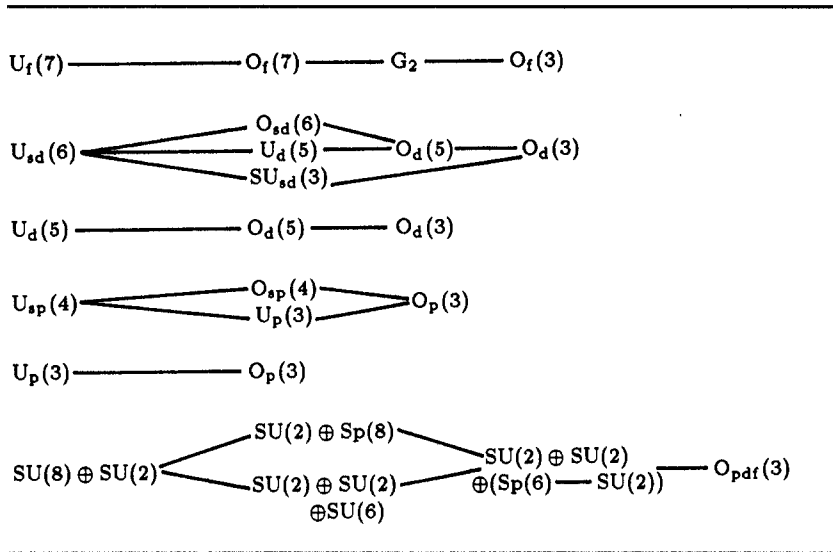 U_f(7) O_f(7) G_2 O_f(3)
O_sd(6)
U_sd(6) U_d(5) O_d(5) O_d(3)
SU_sd(3)
U_d(5) O_d(5) O_d(3)
O_sp(4)
U_sp(4) O_p(3)
U_p(3)
U_p(3) O_p(3)
SU(2) ⊕ Sp(8)
SU(2) ⊕ SU(2)
SU(8) ⊕ SU(2) O_pdf(3)
SU(2) ⊕ SU(2) ⊕(Sp(6) SU(2))
⊕SU(6)